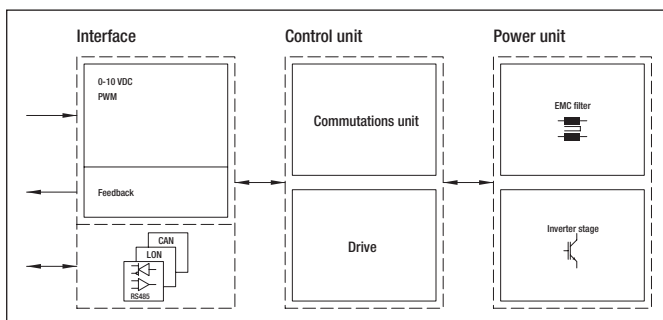 Interface
Control unit
Power unit
0-10 VDC
PWM
Feedback
CAN
LON
RS485
Commutations unit
Drive
EMC filter
Inverter stage